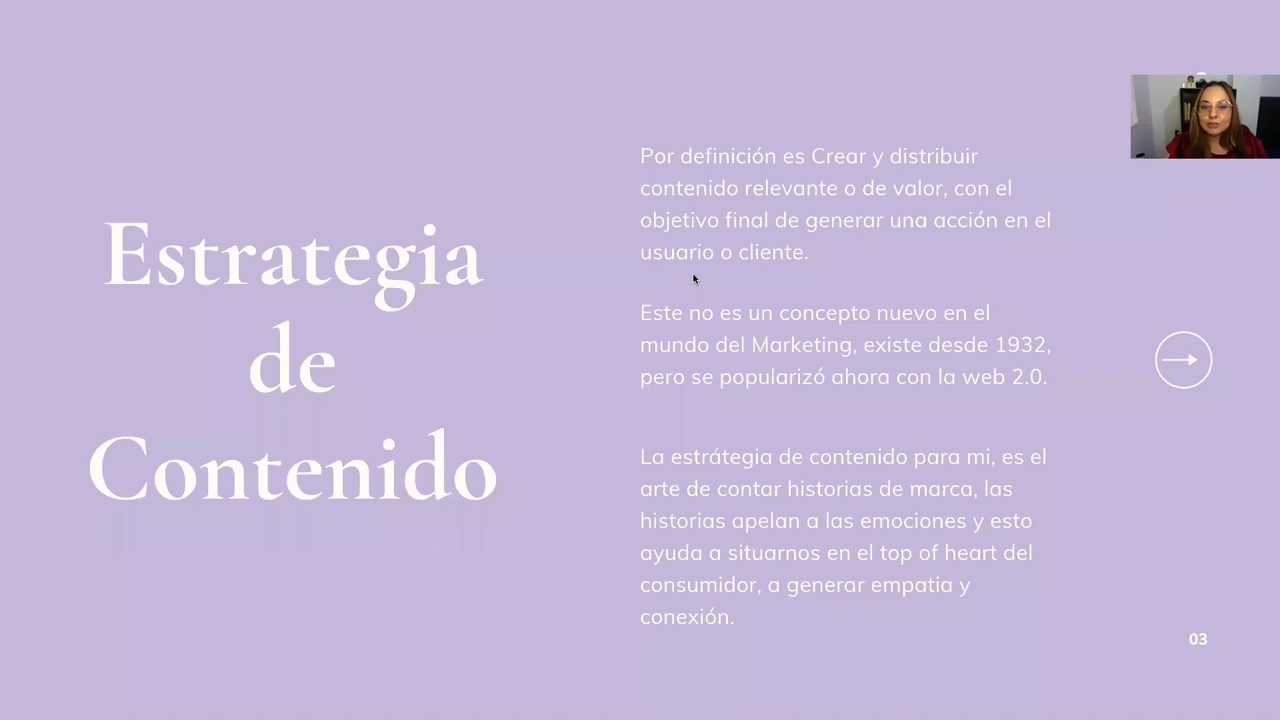 Estrategia
de
Contenido
Por definición es Crear y distribuir
contenido relevante o de valor, con el
objetivo final de generar una acción en el
usuario o cliente.
Este no es un concepto nuevo en el
mundo del Marketing, existe desde 1932,
pero se popularizó ahora con la web 2.0.
La estrátegia de contenido para mi, es el
arte de contar historias de marca, las
historias apelan a las emociones y esto
ayuda a situarnos en el top of heart del
consumidor, a generar empatia y
conexión.
03